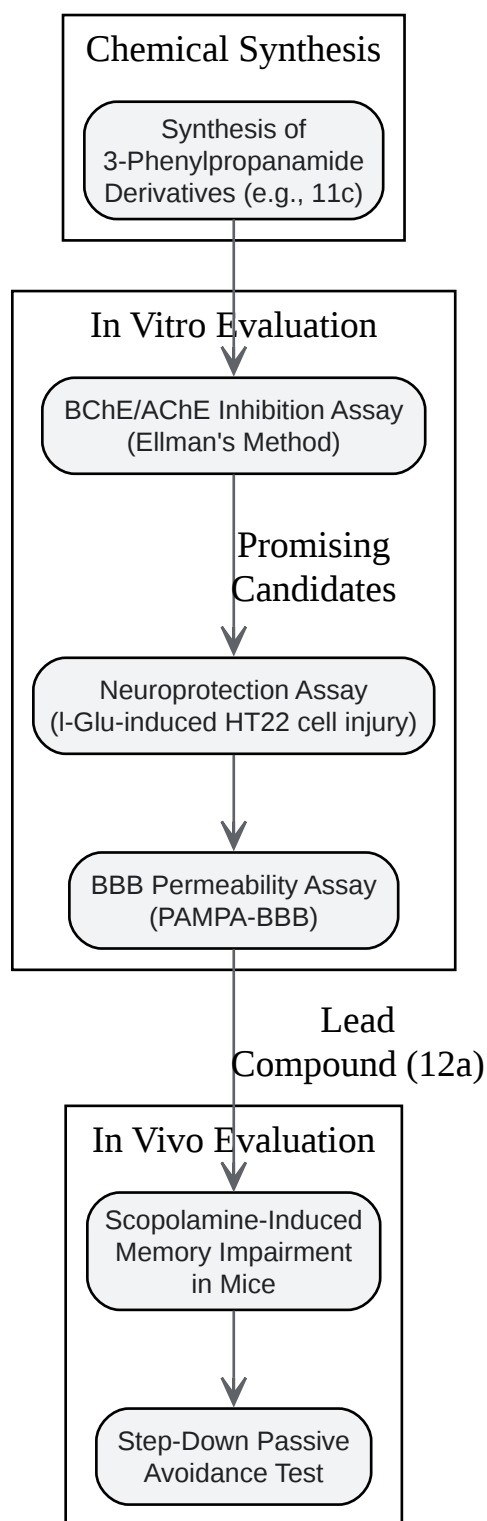 Chemical Synthesis
Synthesis of
3-Phenylpropanamide
Derivatives (e.g., 11c)
In Vitro Evaluation
BChE/AChE Inhibition Assay
(Ellman's Method)
Promising
Candidates
Neuroprotection Assay
(l-Glu-induced HT22 cell injury)
BBB Permeability Assay
(PAMPA-BBB)
Lead
Compound (12a)
In Vivo Evaluation
Scopolamine-Induced
Memory Impairment
in Mice
Step-Down Passive
Avoidance Test